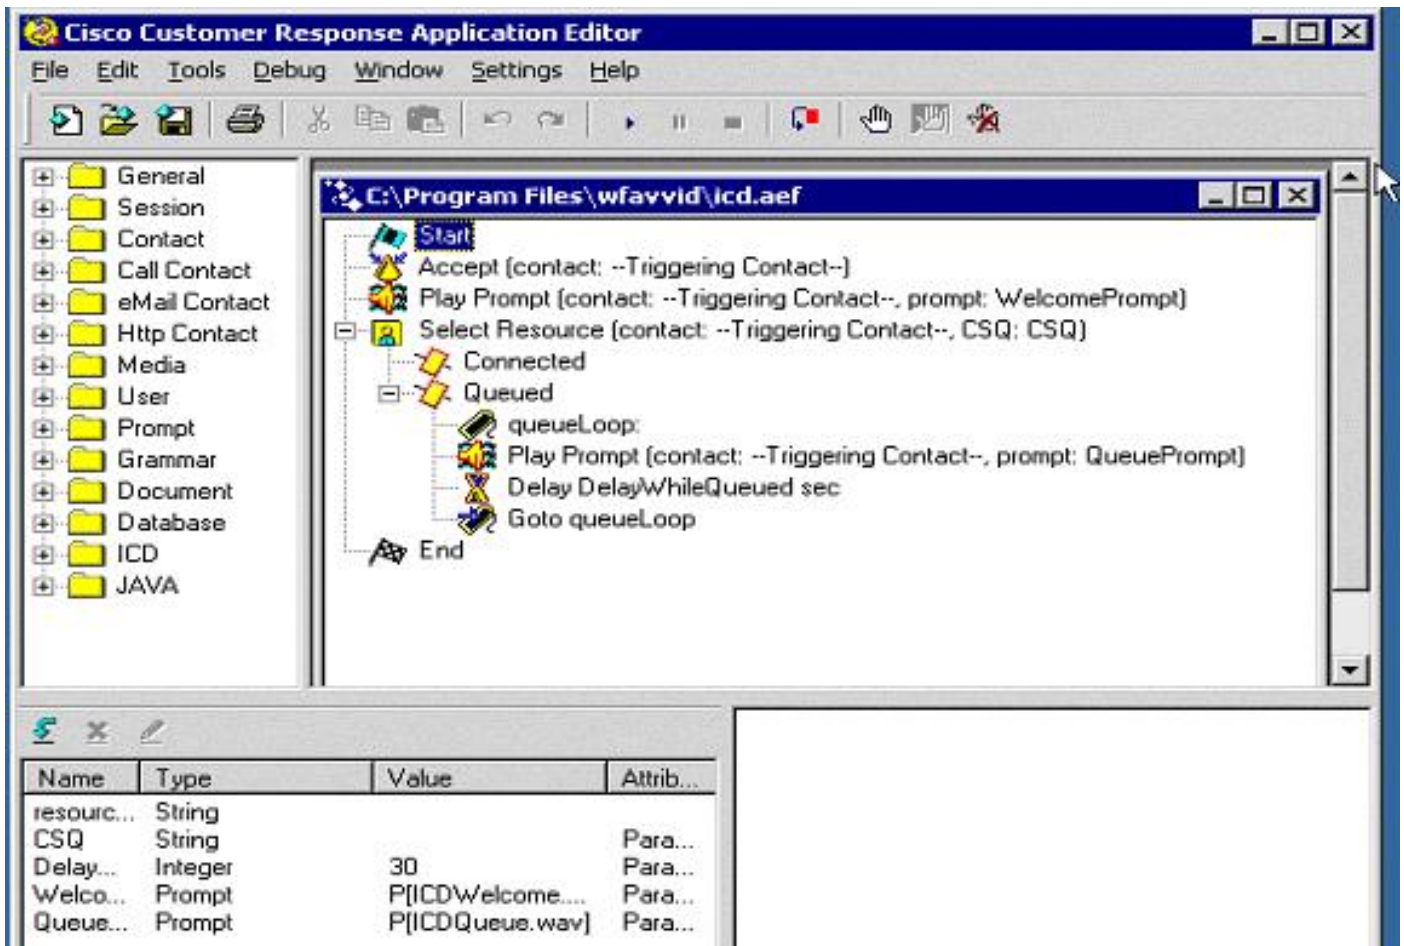 Cisco Customer Response Application Editor
File Edit Tools Debug Window Settings Help
General
Session
Contact
Call Contact
eMail Contact
Http Contact
Media
User
Prompt
Grammar
Document
Database
ICD
JAVA
C:\Program Files\wfavvid\icd.aef
Start
Accept (contact: --Triggering Contact--)
Play Prompt (contact: --Triggering Contact--, prompt: WelcomePrompt)
Select Resource (contact: --Triggering Contact--, CSQ: CSQ)
Connected
Queued
queueLoop:
Play Prompt (contact: --Triggering Contact--, prompt: QueuePrompt)
Delay DelayWhileQueued sec
Goto queueLoop
End
Name Type Value Attrib...
resourc... String
CSQ String Para...
Delay... Integer 30 Para...
Welco... Prompt P[ICDWelcome.... Para...
Queue... Prompt P[ICDQueue.wav] Para...